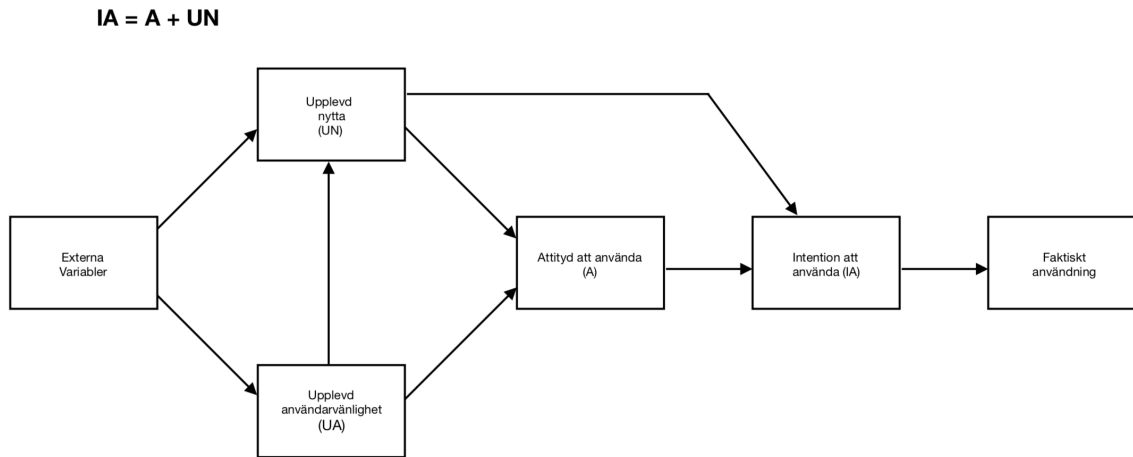 IA = A + UN
Upplevd
nytta
(UN)
Externa
Variabler
Attityd att använda
(A)
Intention att
använda (IA)
Faktiskt
användning
Upplevd
användarvänlighet
(UA)